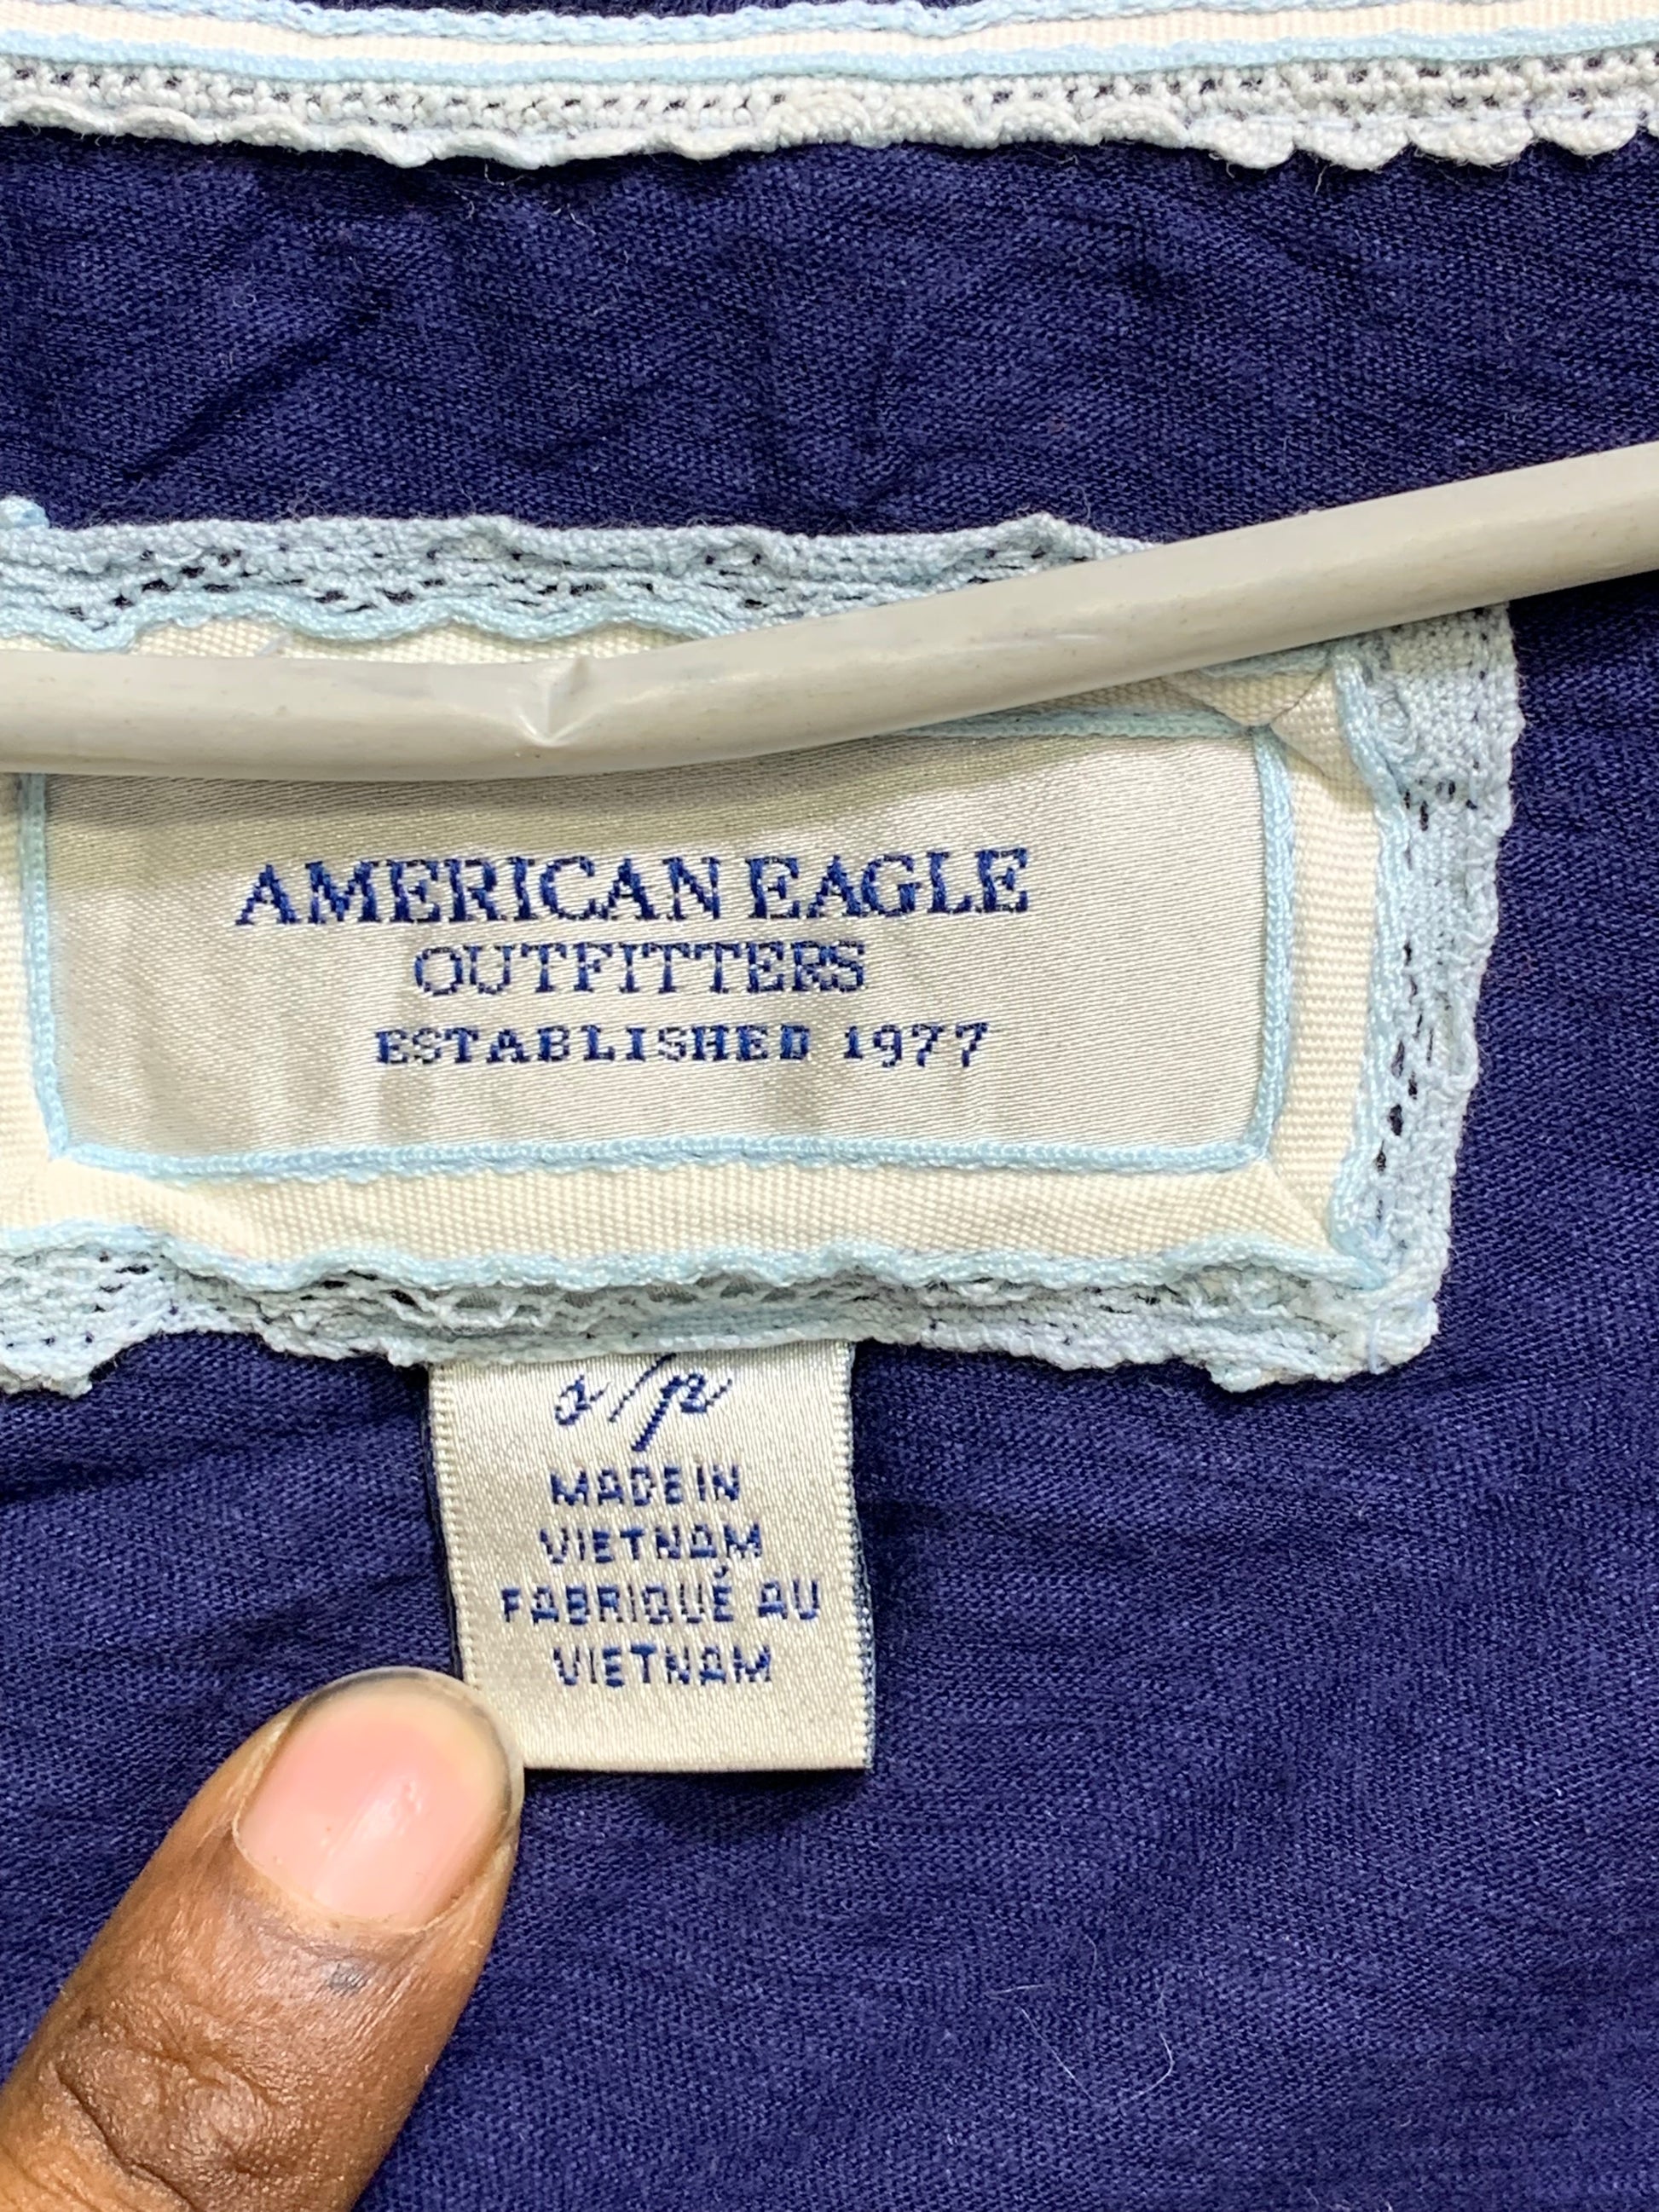 AMERICAN EAGLE
OUTFITTERS
ESTABLISHED 1977
s/p
MADE IN
VIETNAM
FABRIQUÉ AU
VIETNAM